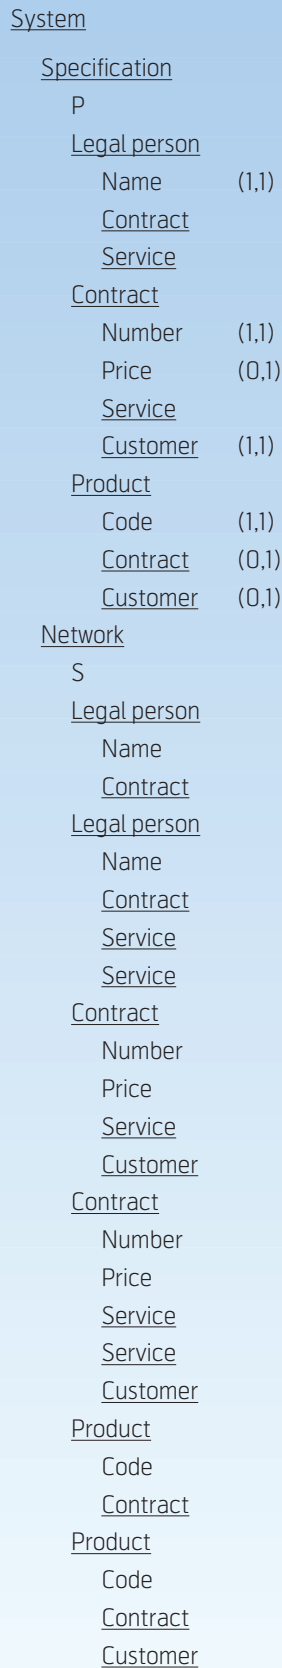 System
Specification
P
Legal person
Name (1,1)
Contract
Service
Contract
Number (1,1)
Price (0,1)
Service
Customer (1,1)
Product
Code (1,1)
Contract (0,1)
Customer (0,1)
Network
S
Legal person
Name
Contract
Legal person
Name
Contract
Service
Service
Contract
Number
Price
Service
Customer
Contract
Number
Price
Service
Service
Customer
Product
Code
Contract
Product
Code
Contract
Customer